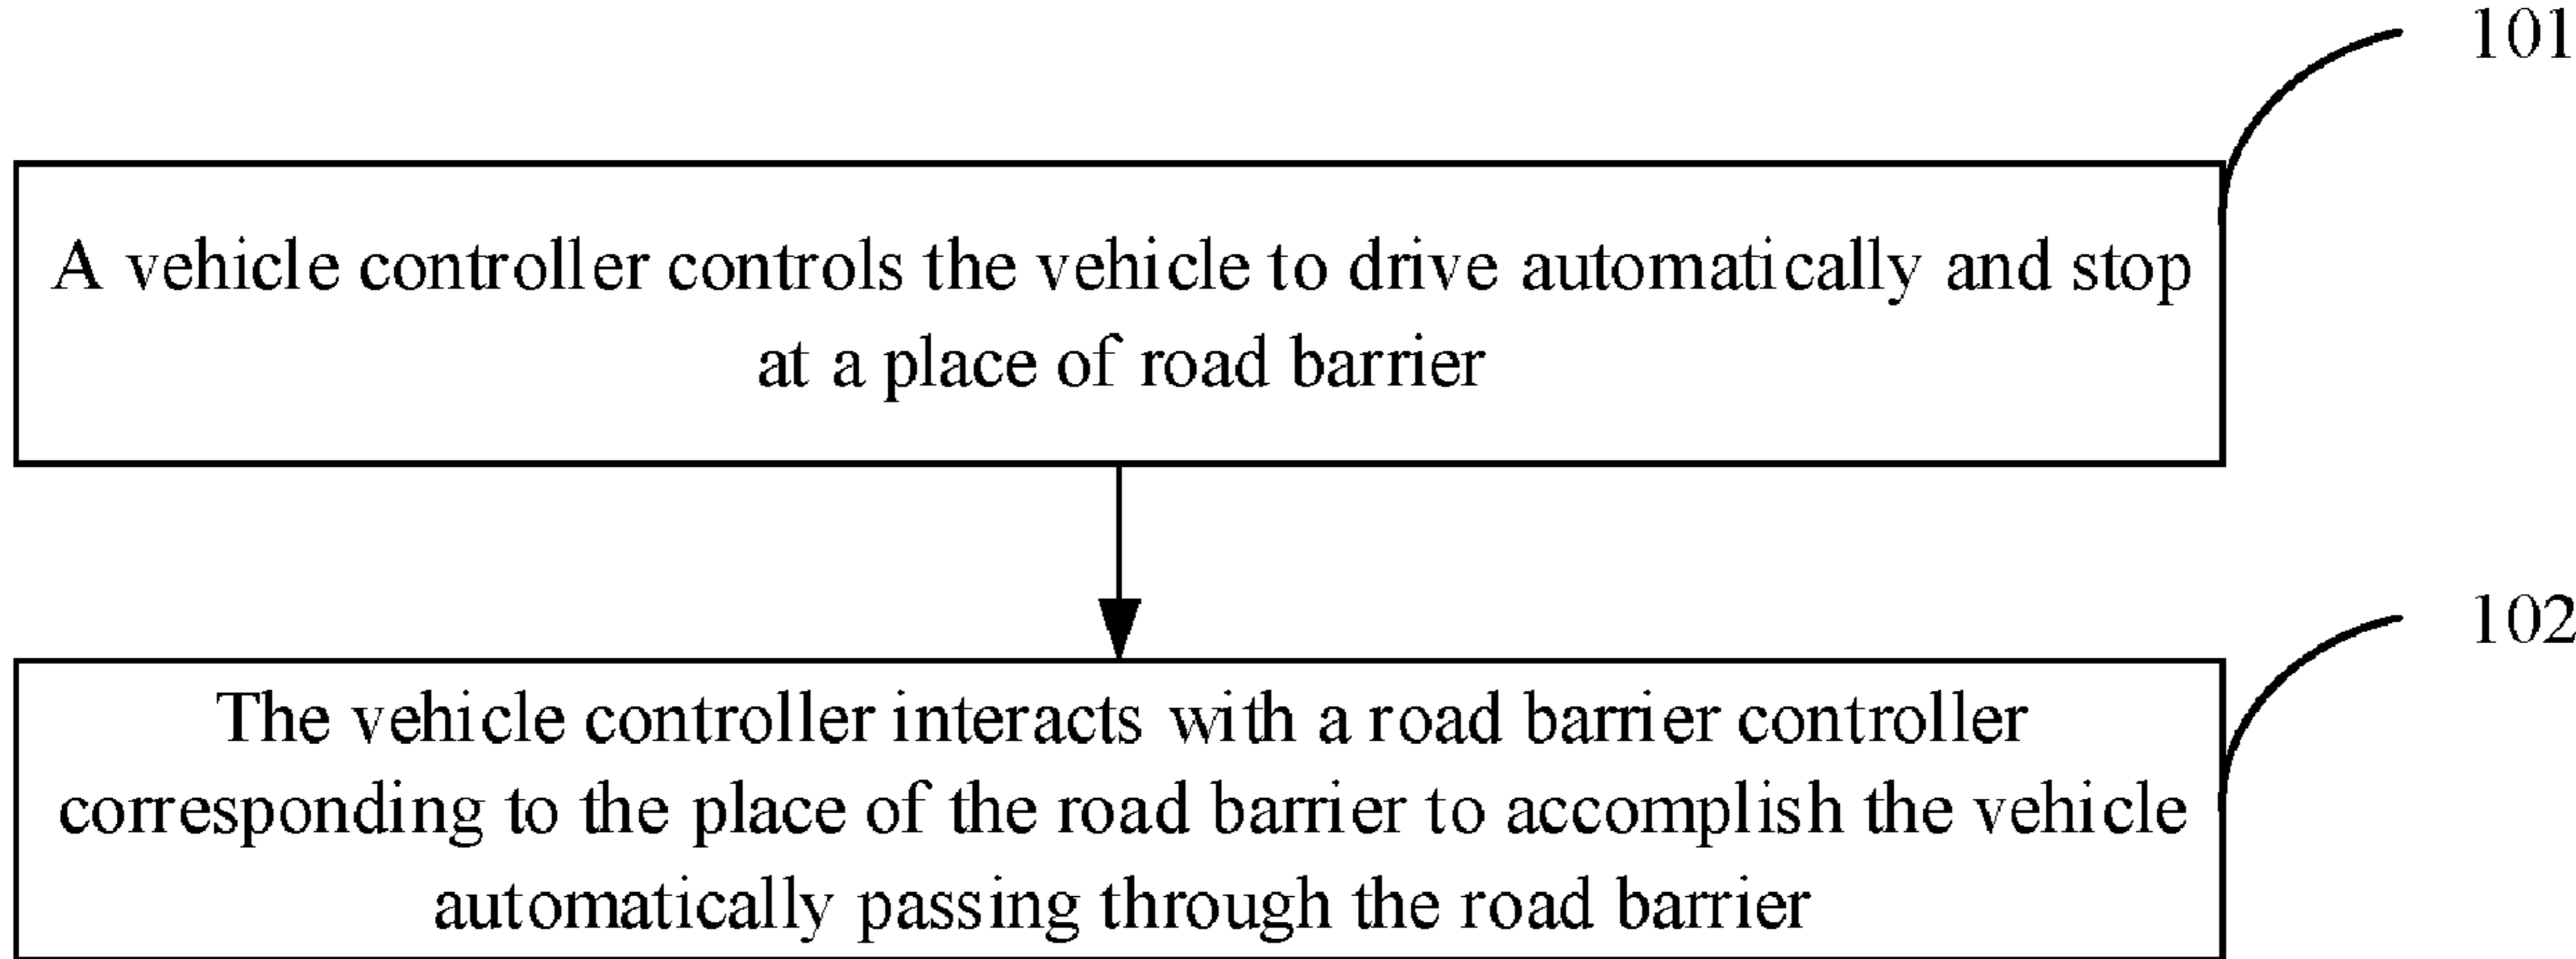 101
A vehicle controller controls the vehicle to drive automatically and stop
at a place of road barrier
102
The vehicle controller interacts with a road barrier controller
corresponding to the place of the road barrier to accomplish the vehicle
automatically passing through the road barrier